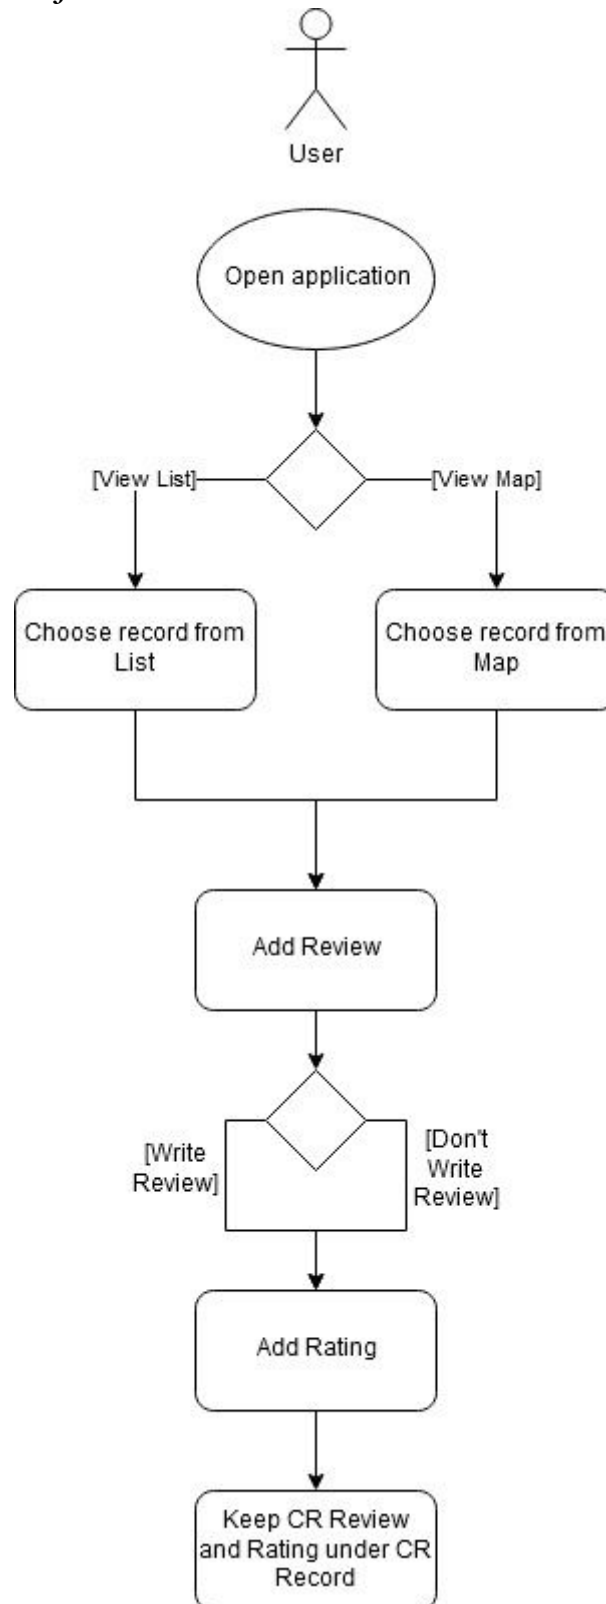 User
Open application
[View List]
[View Map]
Choose record from
List
Choose record from
Map
Add Review
[Write
Review]
[Don't
Write
Review]
Add Rating
Keep CR Review
and Rating under CR
Record